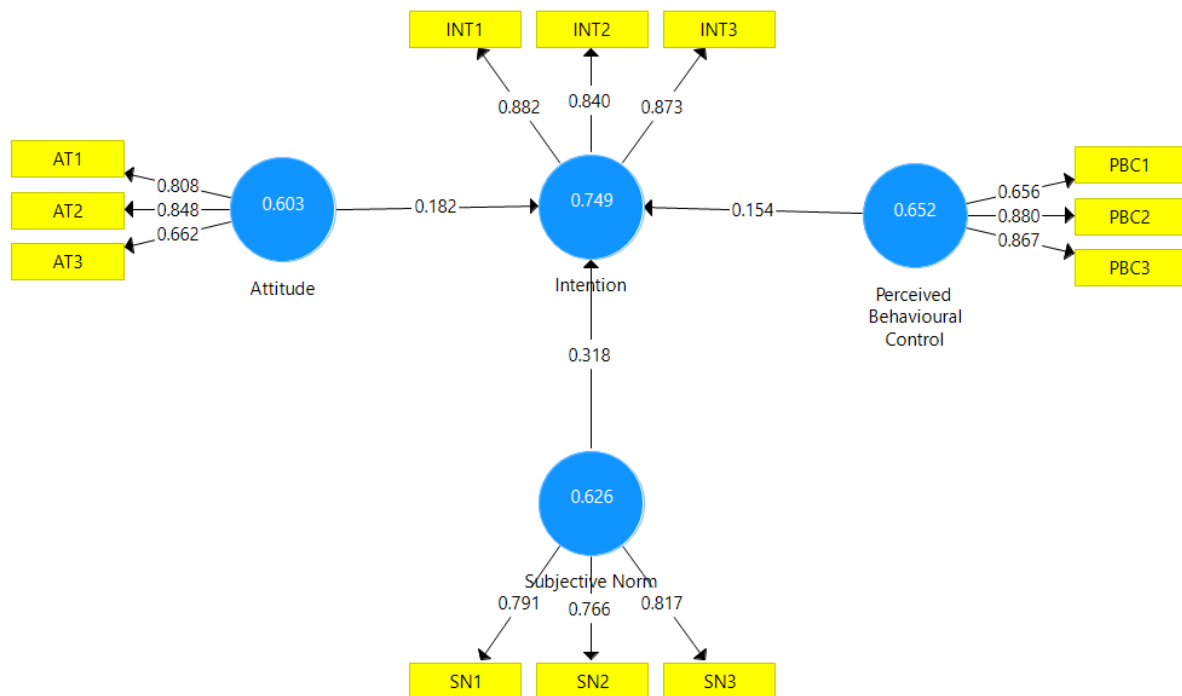 INT1 INT2 INT3
0.882 0.840 0.873
AT1
AT2
AT3
0.808
0.848
0.662
0.603
Attitude
0.182
0.749
Intention
0.154
0.652
Perceived
Behavioural
Control
0.656
0.880
0.867
PBC1
PBC2
PBC3
0.318
0.626
Subjective Norm
0.791 0.766 0.817
SN1 SN2 SN3